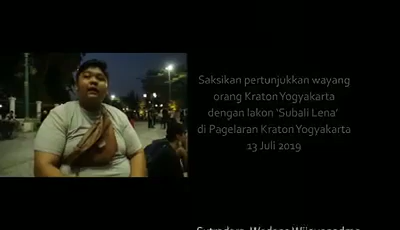 Saksikan pertunjukkan wayang
orang Kraton Yogyakarta
dengan lakon 'Subali Lena'
di Pagelaran Kraton Yogyakarta
13 Juli 2019